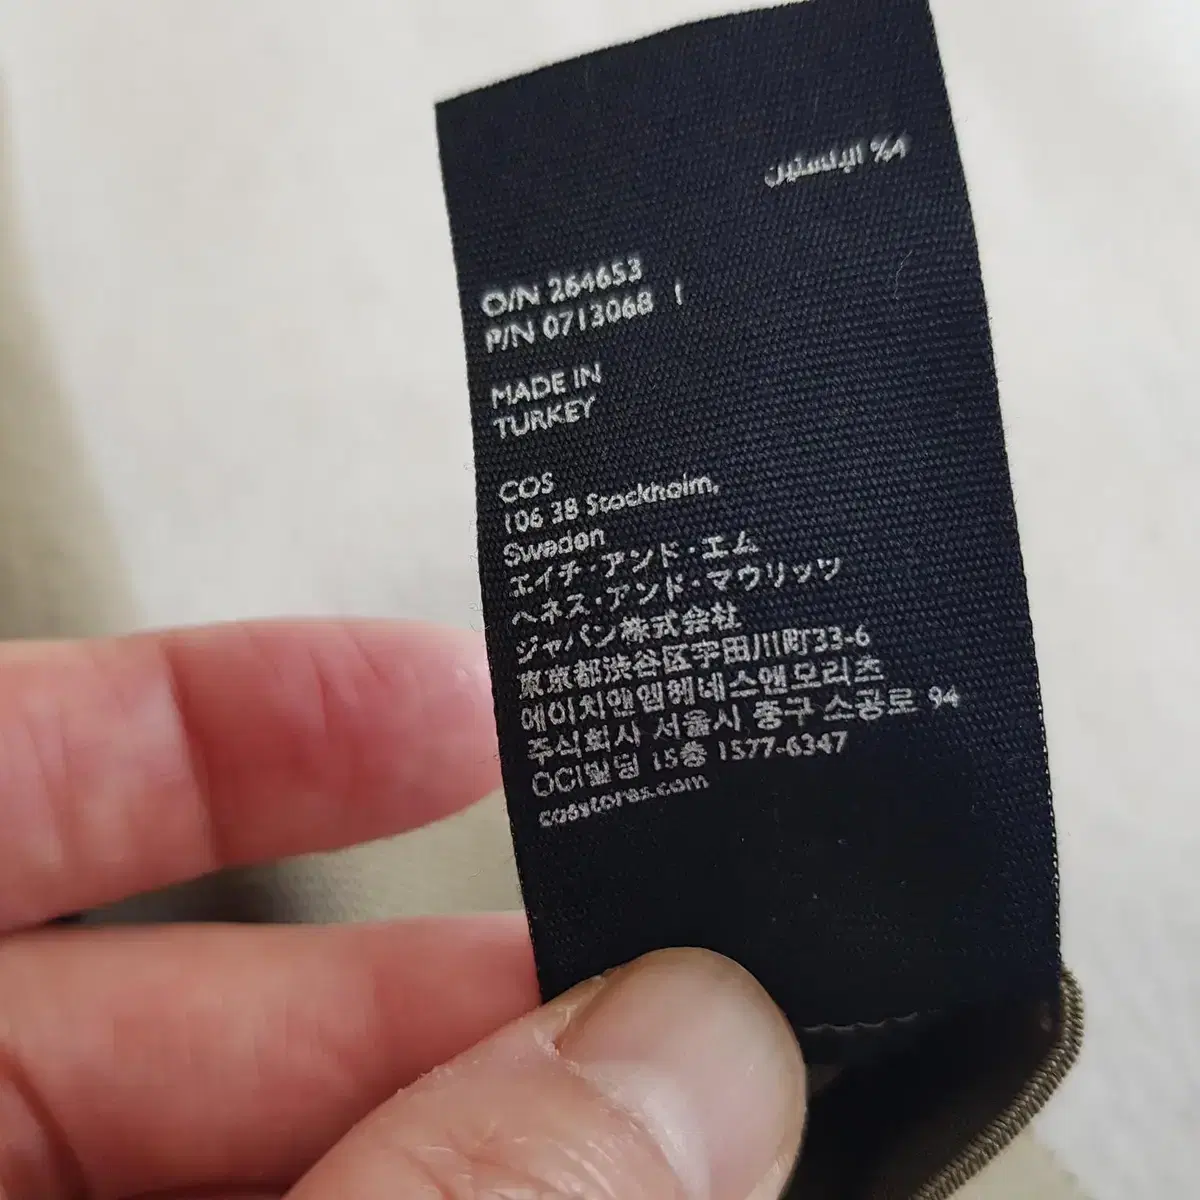 %4 الإلستين
O/N 264653
P/N 0713068 1
MADE IN
TURKEY
COS
106 38 Stockholm,
Sweden
エイチ・アンド・エム
ヘネス・アンド・マウリッツ
ジャパン株式会社
東京都渋谷区宇田川町33-6
에이치앤엠헤네스앤모리츠
주식회사 서울시 중구 소공로 94
OCI빌딩 15층 1577-6347
cosstores.com